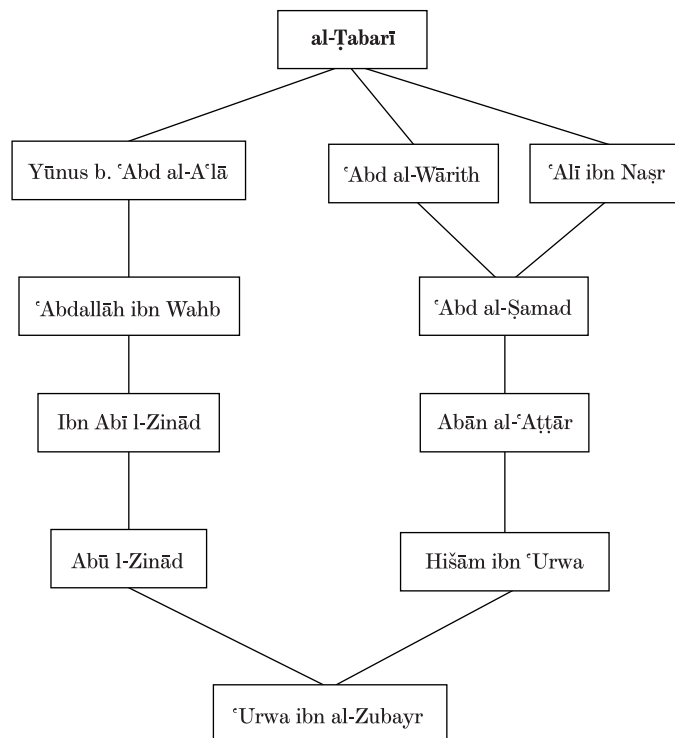 al-Ṭabarī
Yūnus b. ʿAbd al-Aʿlā
ʿAbd al-Wārith
ʿAlī ibn Naṣr
ʿAbdallāh ibn Wahb
ʿAbd al-Ṣamad
Ibn Abī l-Zinād
Abān al-ʿAṭṭār
Abū l-Zinād
Hišām ibn ʿUrwa
ʿUrwa ibn al-Zubayr